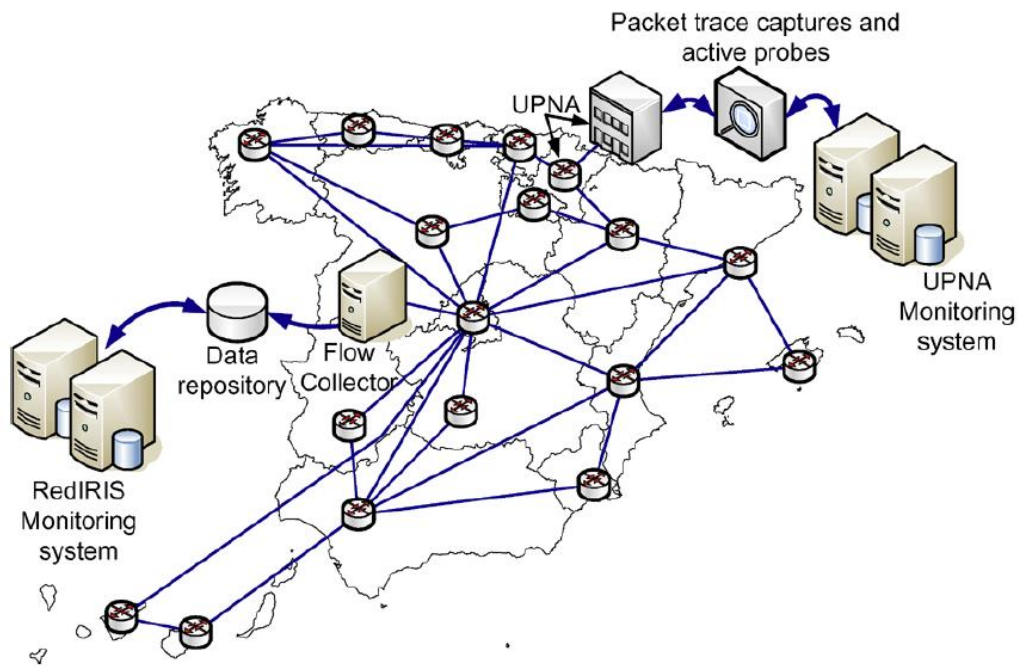 Packet trace captures and
active probes
UPNA
UPNA
Monitoring
system
Data
repository
Flow
Collector
RedIRIS
Monitoring
system